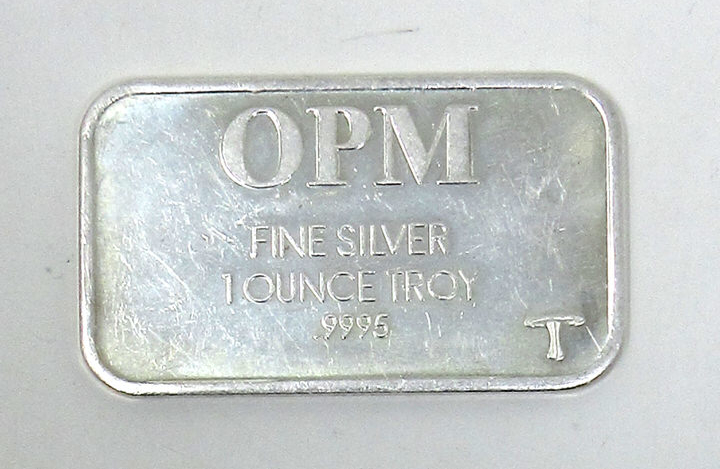 OPM
FINE SILVER
1 OUNCE TROY
.9995
T